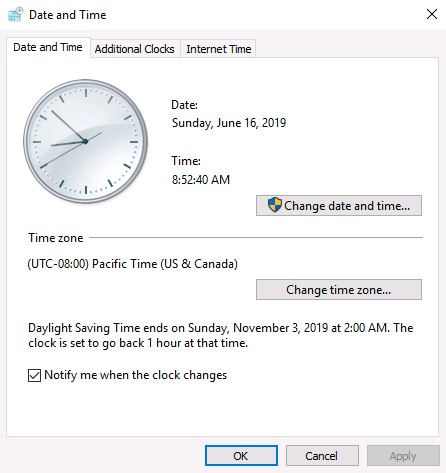 Date and Time
Date and Time
Additional Clocks
Internet Time
Date:
Sunday, June 16, 2019
Time:
8:52:40 AM
Change date and time...
Time zone
(UTC-08:00) Pacific Time (US & Canada)
Change time zone...
Daylight Saving Time ends on Sunday, November 3, 2019 at 2:00 AM. The
clock is set to go back 1 hour at that time.
Notify me when the clock changes
OK
Cancel
Apply